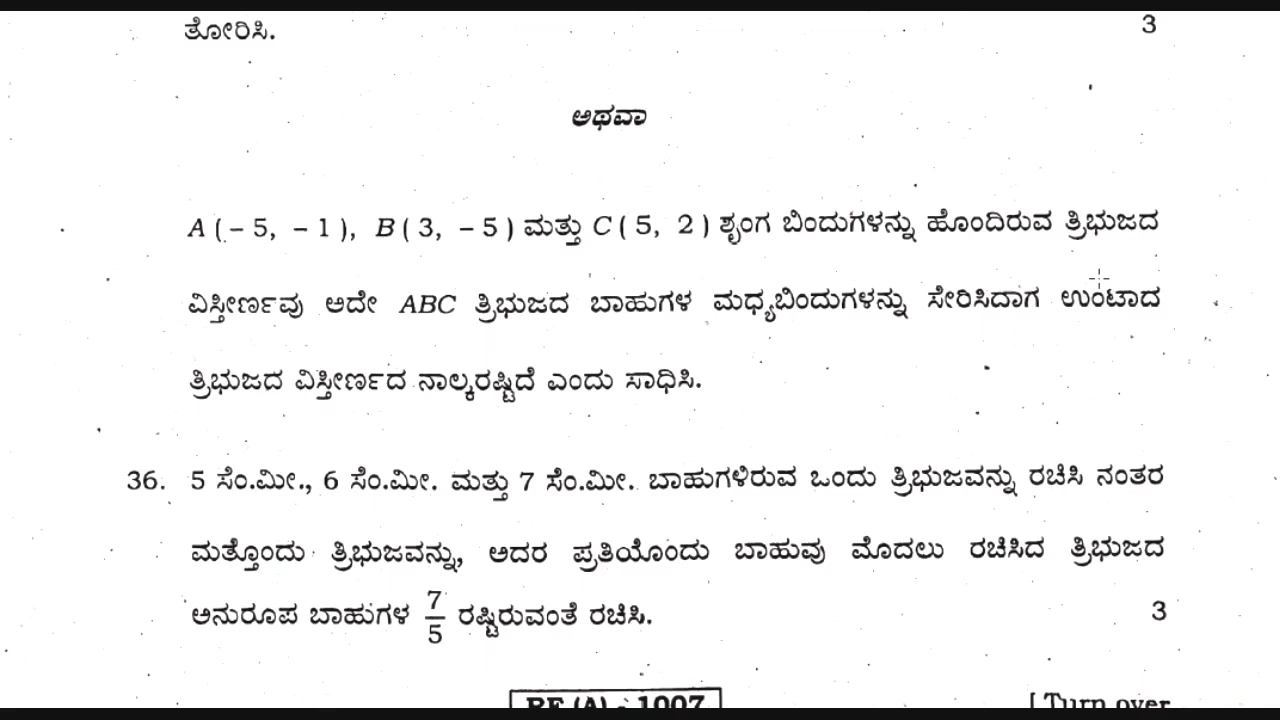 ತೋರಿಸಿ. 3
ಅಥವಾ
A ( – 5, – 1 ), B ( 3, – 5 ) ಮತ್ತು C ( 5, 2 ) ಶೃಂಗ ಬಿಂದುಗಳನ್ನು ಹೊಂದಿರುವ ತ್ರಿಭುಜದ
ವಿಸ್ತೀರ್ಣವು ಅದೇ ABC ತ್ರಿಭುಜದ ಬಾಹುಗಳ ಮಧ್ಯಬಿಂದುಗಳನ್ನು ಸೇರಿಸಿದಾಗ ಉಂಟಾದ
ತ್ರಿಭುಜದ ವಿಸ್ತೀರ್ಣದ ನಾಲ್ಕರಷ್ಟಿದೆ ಎಂದು ಸಾಧಿಸಿ.
36. 5 ಸೆಂ.ಮೀ., 6 ಸೆಂ.ಮೀ. ಮತ್ತು 7 ಸೆಂ.ಮೀ. ಬಾಹುಗಳಿರುವ ಒಂದು ತ್ರಿಭುಜವನ್ನು ರಚಿಸಿ ನಂತರ
ಮತ್ತೊಂದು ತ್ರಿಭುಜವನ್ನು, ಅದರ ಪ್ರತಿಯೊಂದು ಬಾಹುವು ಮೊದಲು ರಚಿಸಿದ ತ್ರಿಭುಜದ
ಅನುರೂಪ ಬಾಹುಗಳ 7/5 ರಷ್ಟಿರುವಂತೆ ರಚಿಸಿ. 3
RF (A) - 1007 [ Turn over